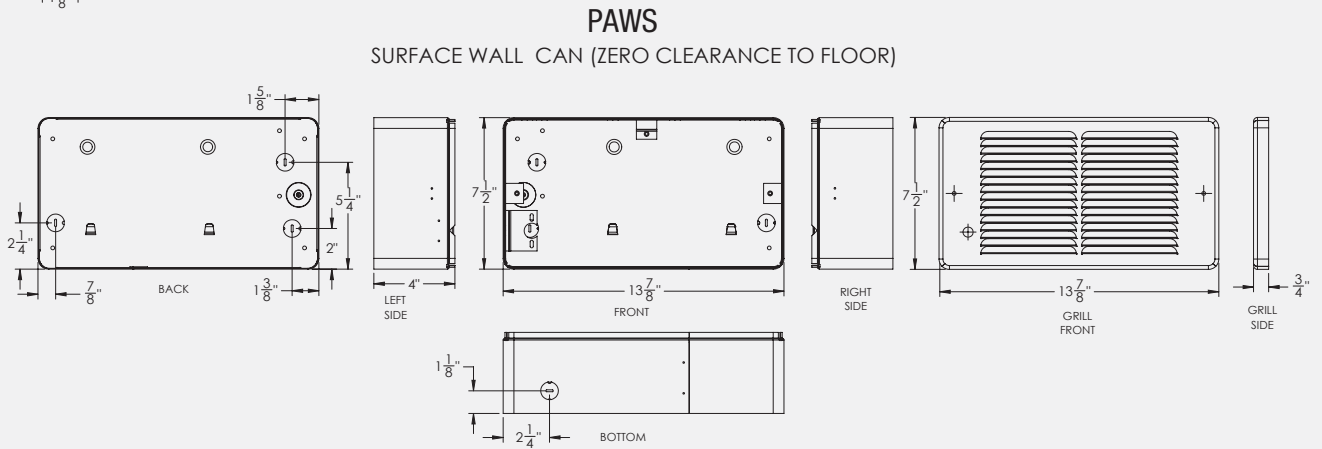 8
PAWS
SURFACE WALL CAN (ZERO CLEARANCE TO FLOOR)
1 5/8"
5 1/4"
2 1/4"
2"
7/8"
1 3/8"
BACK
4"
LEFT
SIDE
7 1/2"
13 7/8"
FRONT
RIGHT
SIDE
7 1/2"
13 7/8"
GRILL
FRONT
3/4"
GRILL
SIDE
1 1/8"
2 1/4"
BOTTOM